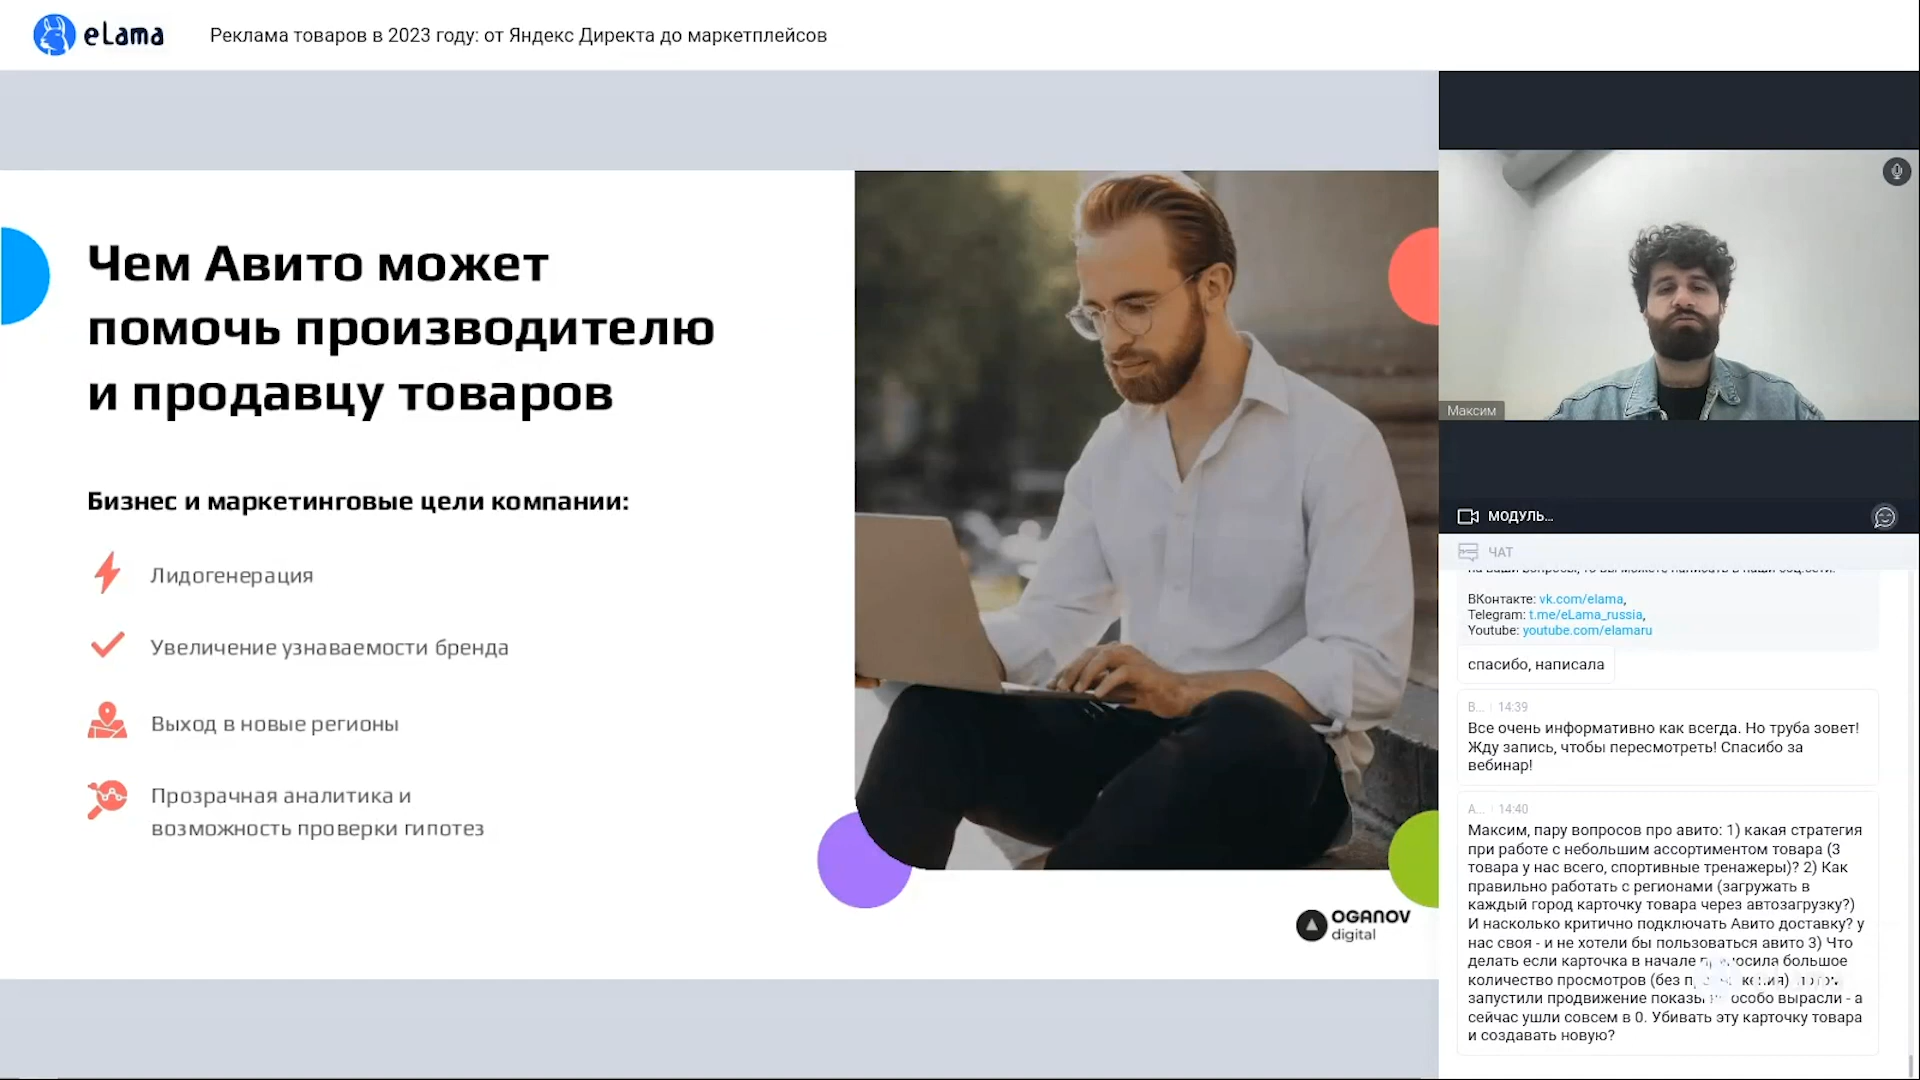 eLama
Реклама товаров в 2023 году: от Яндекс Директа до маркетплейсов
Чем Авито может
помочь производителю
и продавцу товаров
Бизнес и маркетинговые цели компании:
Лидогенерация
Увеличение узнаваемости бренда
Выход в новые регионы
Прозрачная аналитика и
возможность проверки гипотез
OGANOV
digital
Максим
МОДУЛЬ...
ЧАТ
ВКонтакте: vk.com/elama,
Telegram: t.me/eLama_russia,
Youtube: youtube.com/elamaru
спасибо, написала
В... 14:39
Все очень информативно как всегда. Но труба зовет!
Жду запись, чтобы пересмотреть! Спасибо за
вебинар!
А... 14:40
Максим, пару вопросов про авито: 1) какая стратегия
при работе с небольшим ассортиментом товара (3
товара у нас всего, спортивные тренажеры)? 2) Как
правильно работать с регионами (загружать в
каждый город карточку товара через автозагрузку?)
И насколько критично подключать Авито доставку? у
нас своя - и не хотели бы пользоваться авито 3) Что
делать если карточка в начале приносила большое
количество просмотров (без
запустили продвижение показы не особо вырасли - а
сейчас ушли совсем в 0. Убивать эту карточку товара
и создавать новую?